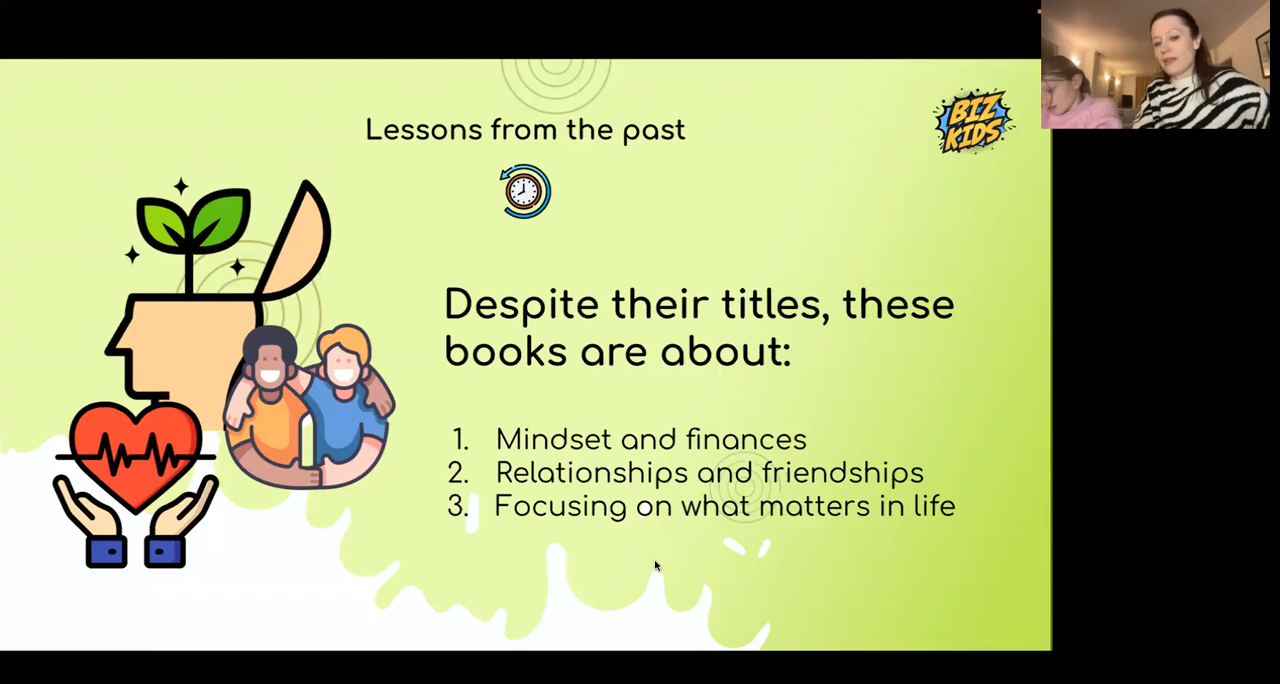 Lessons from the past
BIZ
KIDS
Despite their titles, these
books are about:
1. Mindset and finances
2. Relationships and friendships
3. Focusing on what matters in life